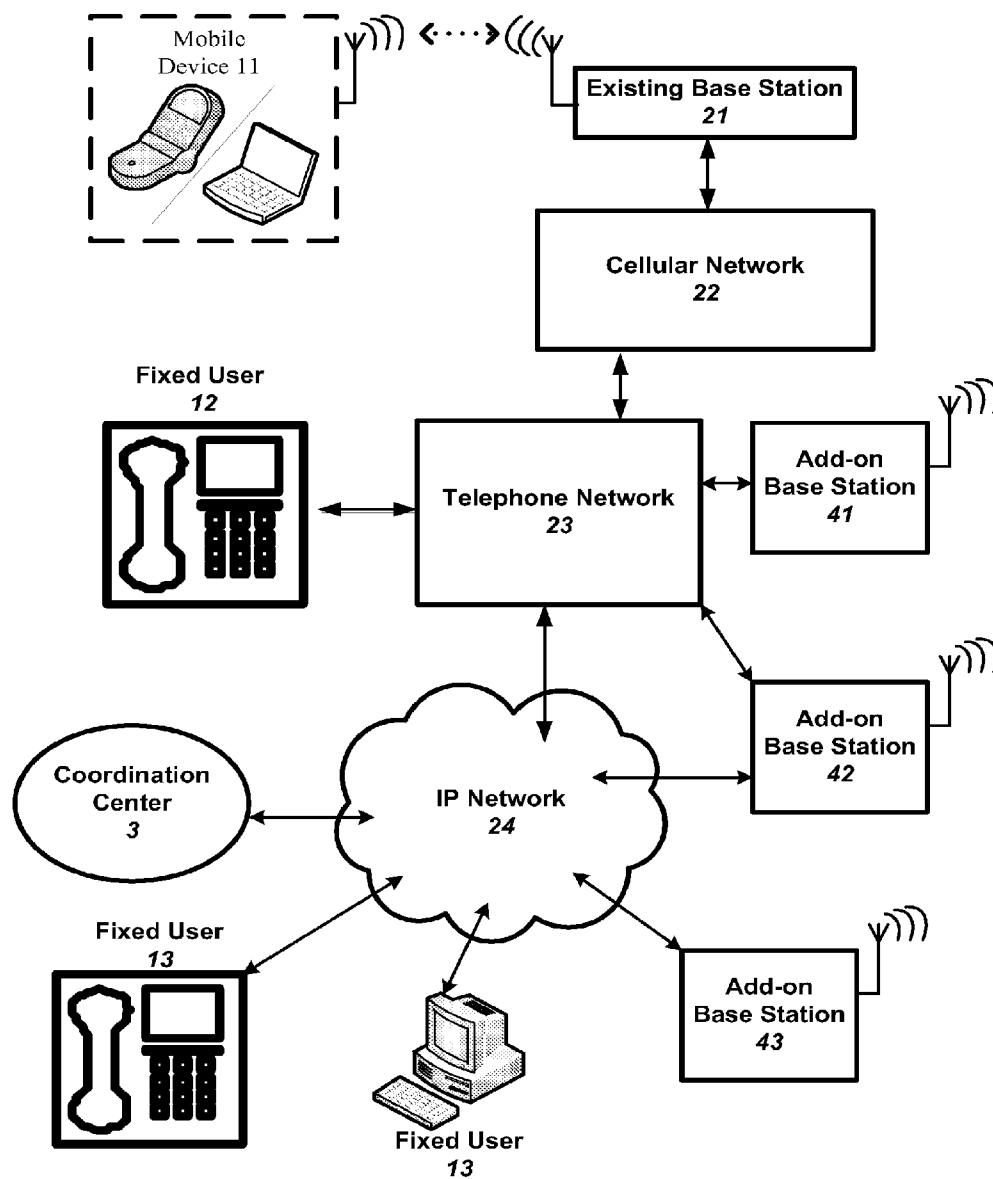 Mobile
Device 11
Existing Base Station
21
Cellular Network
22
Fixed User
12
Telephone Network
23
Add-on
Base Station
41
Add-on
Base Station
42
Coordination
Center
3
IP Network
24
Fixed User
13
Add-on
Base Station
43
Fixed User
13